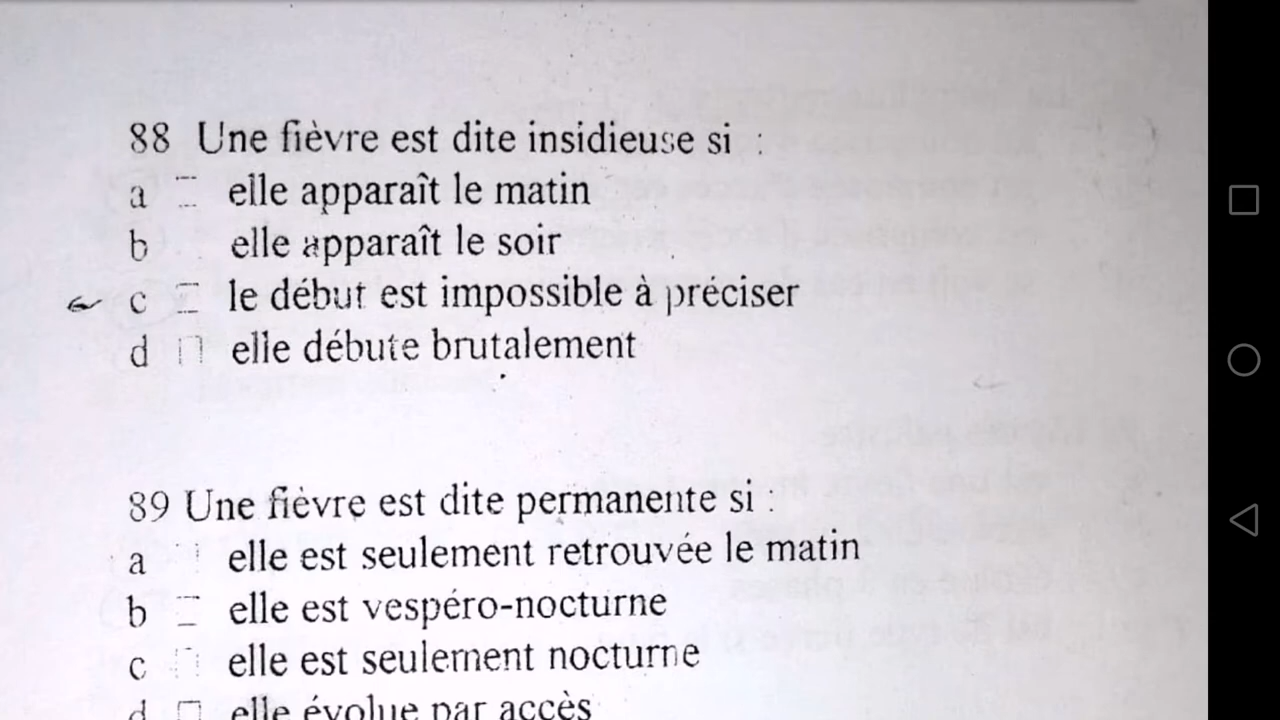 88 Une fièvre est dite insidieuse si :
a elle apparaît le matin
b elle apparaît le soir
c le début est impossible à préciser
d elle débute brutalement
89 Une fièvre est dite permanente si :
a elle est seulement retrouvée le matin
b elle est vespéro-nocturne
c elle est seulement nocturne
d elle évolue par accès